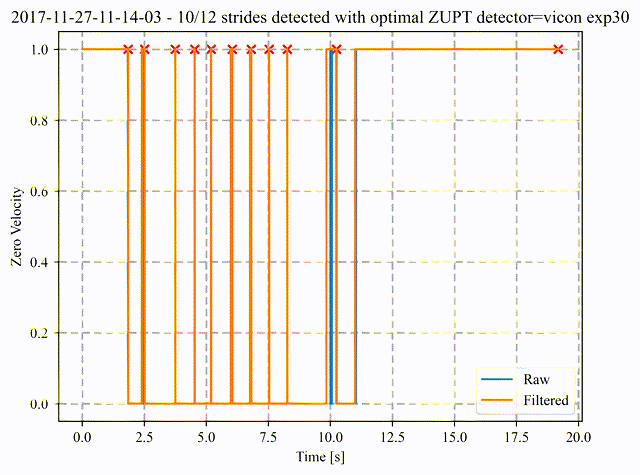 2017-11-27-11-14-03 - 10/12 strides detected with optimal ZUPT detector=vicon exp30
1.0
0.8
0.6
0.4
0.2
0.0
Zero Velocity
0.0 2.5 5.0 7.5 10.0 12.5 15.0 17.5 20.0
Time [s]
Raw
Filtered